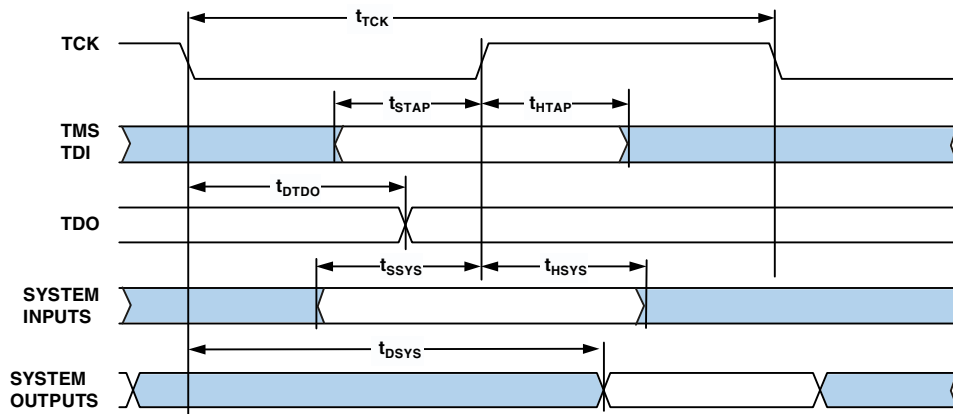 tTCK
TCK
tSTAP
tHTAP
TMS
TDI
tDTDO
TDO
tSSYS
tHSYS
SYSTEM
INPUTS
tDSYS
SYSTEM
OUTPUTS